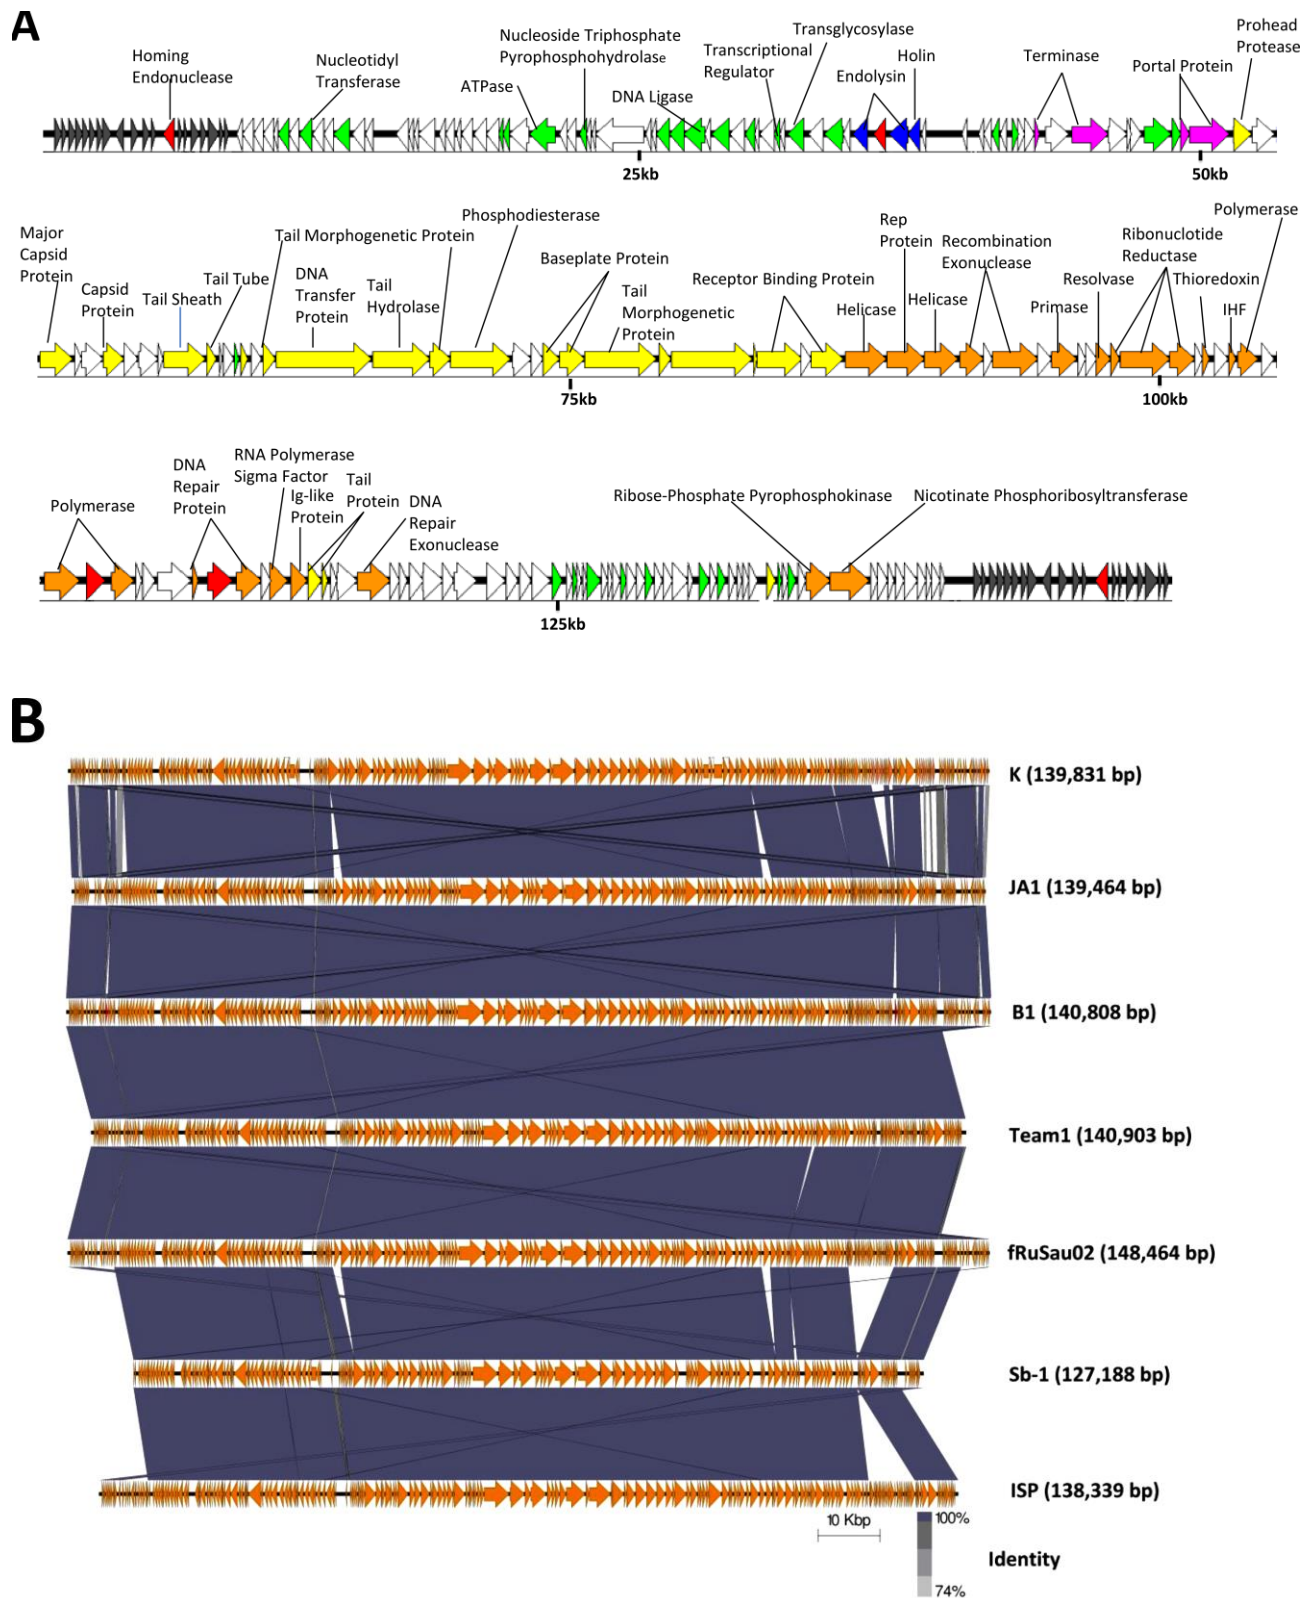 A
Homing
Endonuclease
Nucleotidyl
Transferase
ATPase
Nucleoside Triphosphate
Pyrophosphohydrolase
DNA Ligase
Transcriptional
Regulator
Transglycosylase
Endolysin
Holin
Terminase
Portal Protein
Prohead
Protease
25kb
50kb
Major
Capsid
Protein
Capsid
Protein
Tail Sheath
Tail Tube
Tail Morphogenetic Protein
DNA
Transfer
Protein
Tail
Hydrolase
Phosphodiesterase
Baseplate Protein
Tail
Morphogenetic
Protein
Receptor Binding Protein
Helicase
Rep
Protein
Helicase
Recombination
Exonuclease
Primase
Resolvase
Ribonuclotide
Reductase
Thioredoxin
IHF
Polymerase
75kb
100kb
Polymerase
DNA
Repair
Protein
RNA Polymerase
Sigma Factor
Ig-like
Protein
Tail
Protein
DNA
Repair
Exonuclease
Ribose-Phosphate Pyrophosphokinase
Nicotinate Phosphoribosyltransferase
125kb
B
K (139,831 bp)
JA1 (139,464 bp)
B1 (140,808 bp)
Team1 (140,903 bp)
fRuSau02 (148,464 bp)
Sb-1 (127,188 bp)
ISP (138,339 bp)
10 Kbp
100%
Identity
74%